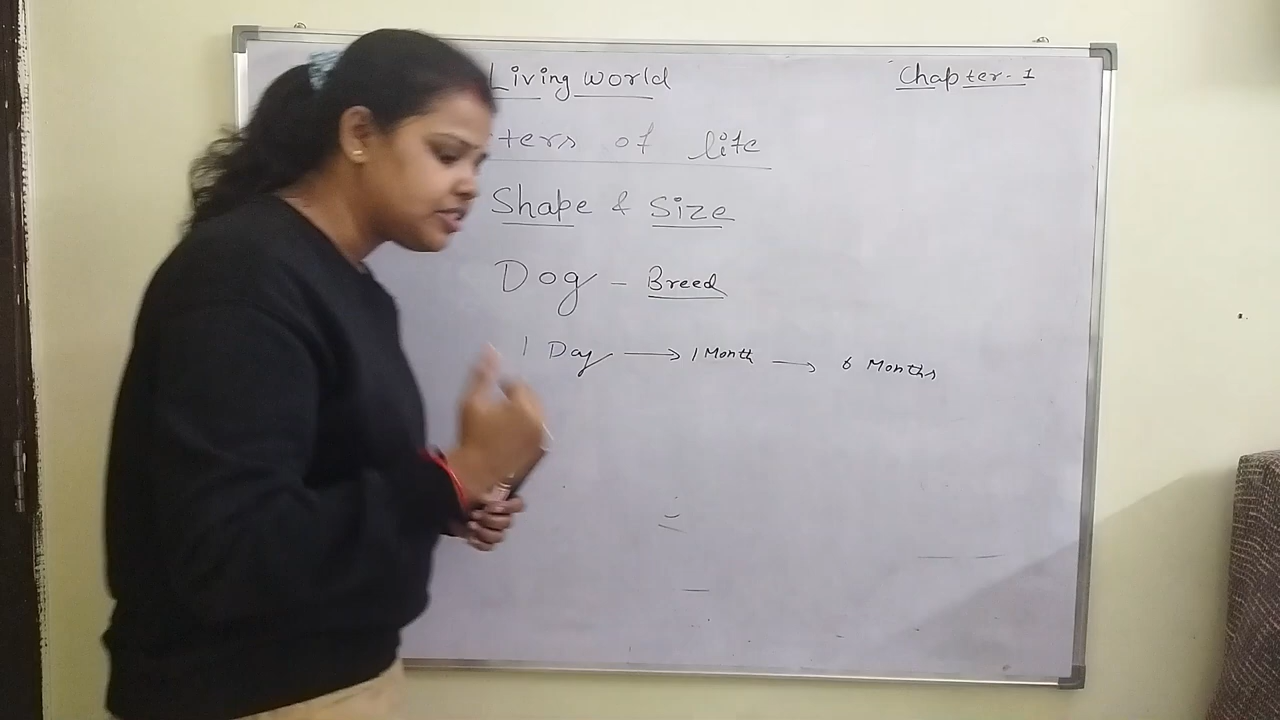 Living world Chapter-1
ters of life
Shape & Size
Dog - Breed
1 Day → 1 Month → 6 Months